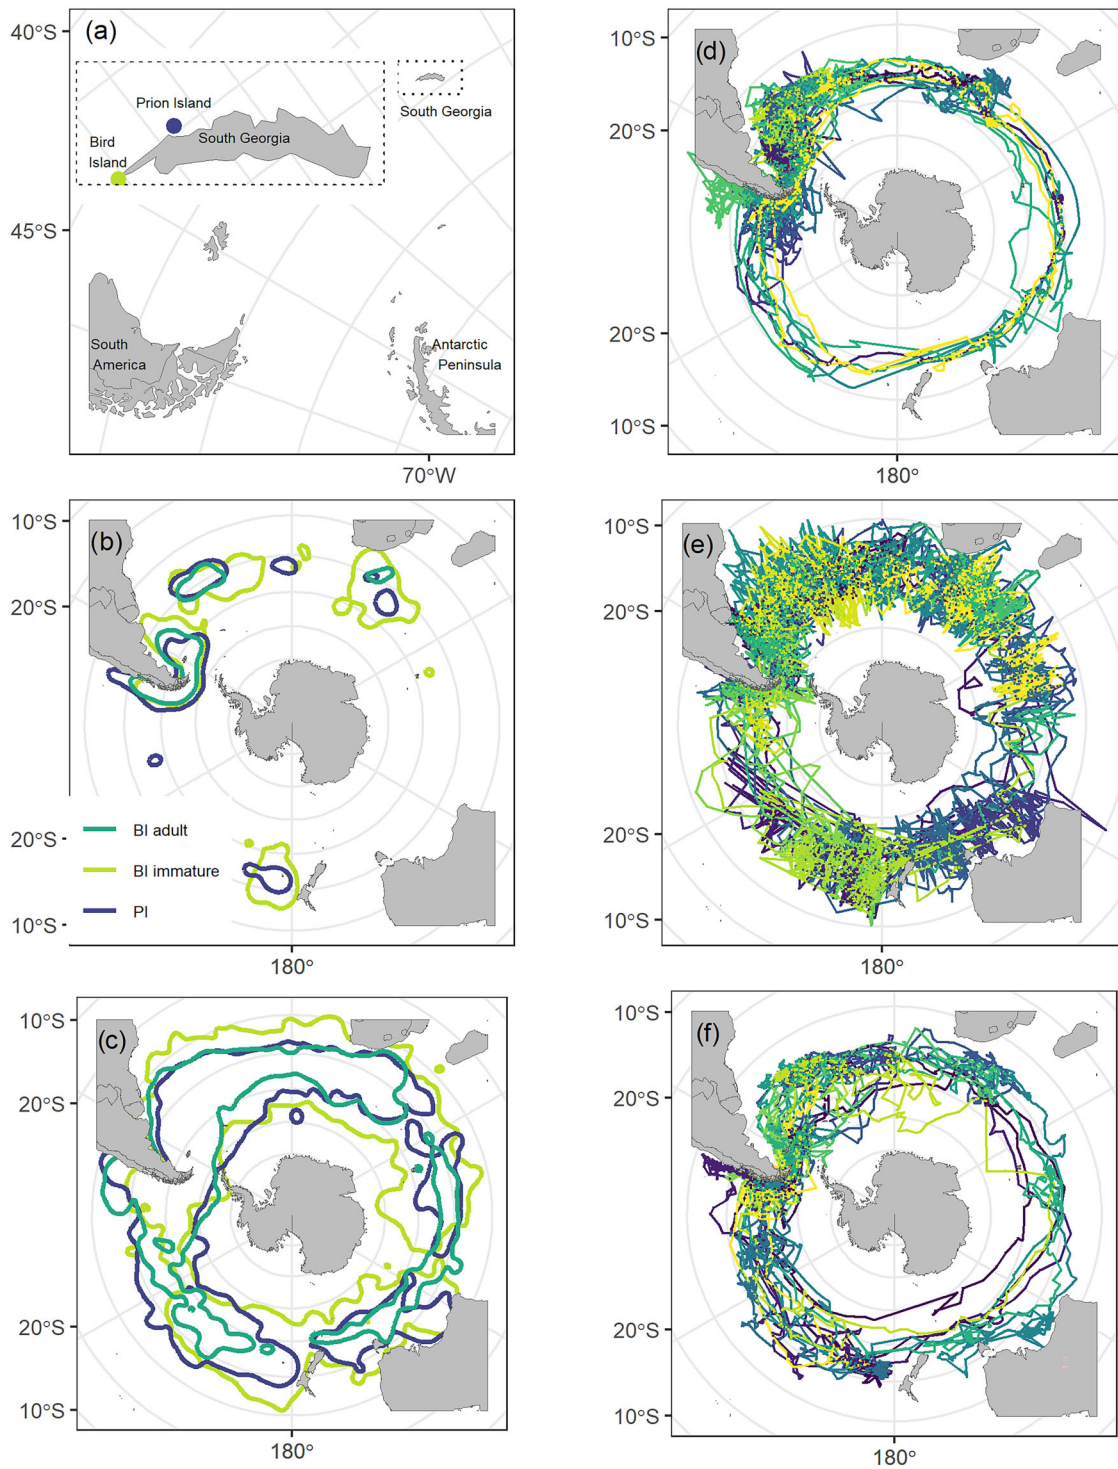 (a)
40°S
45°S
70°W
Prion Island
Bird
Island
South Georgia
South Georgia
South
America
Antarctic
Peninsula
(d)
10°S
20°S
20°S
10°S
180°
(b)
10°S
20°S
20°S
10°S
180°
BI adult
BI immature
PI
(e)
10°S
20°S
20°S
10°S
180°
(c)
10°S
20°S
20°S
10°S
180°
(f)
10°S
20°S
20°S
10°S
180°